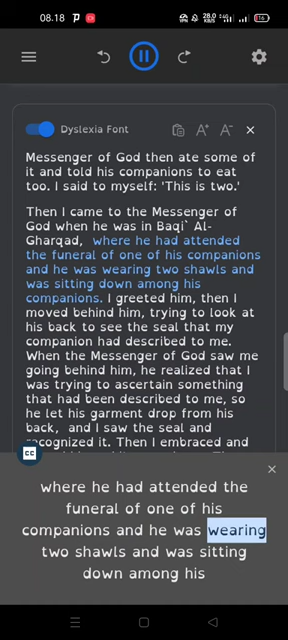 08.18
VPN
28.0
KB/S
16
Dyslexia Font
A+
A-
Messenger of God then ate some of
it and told his companions to eat
too. I said to myself: 'This is two.'
Then I came to the Messenger of
God when he was in Baqi` Al-
Gharqad, where he had attended
the funeral of one of his companions
and he was wearing two shawls and
was sitting down among his
companions. I greeted him, then I
moved behind him, trying to look at
his back to see the seal that my
companion had described to me.
When the Messenger of God saw me
going behind him, he realized that I
was trying to ascertain something
that had been described to me, so
he let his garment drop from his
back, and I saw the seal and
recognized it. Then I embraced and
CC
where he had attended the
funeral of one of his
companions and he was wearing
two shawls and was sitting
down among his